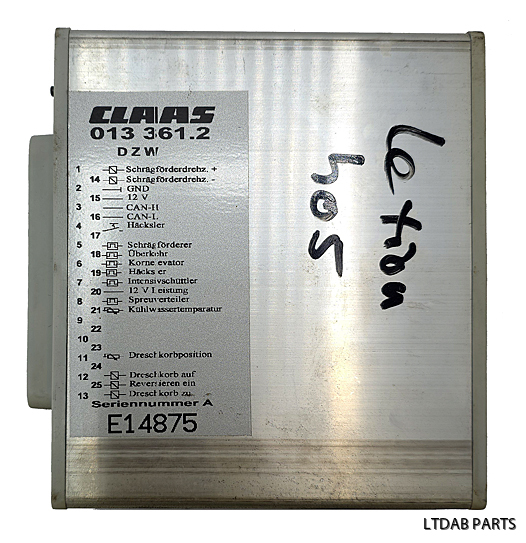 CLAAS
013 361.2
DZW
1 Schrägförderdrehz. +
14 Schrägförderdrehz. -
2 GND
15 12 V
3 CAN-H
16 CAN-L
4 Häcksler
17
5 Schrägförderer
18 Überkehr
6 Korne evator
19 Häcks er
7 Intensivschüttler
20 12 V Leistung
8 Spreuverteiler
21 Kühlwassertemperatur
9
22
10
23
11 Dreschkorbposition
24
12 Dreschkorb auf
25 Reversieren ein
13 Dreschkorb zu
Seriennummer A
E14875
504
LTDAB PARTS